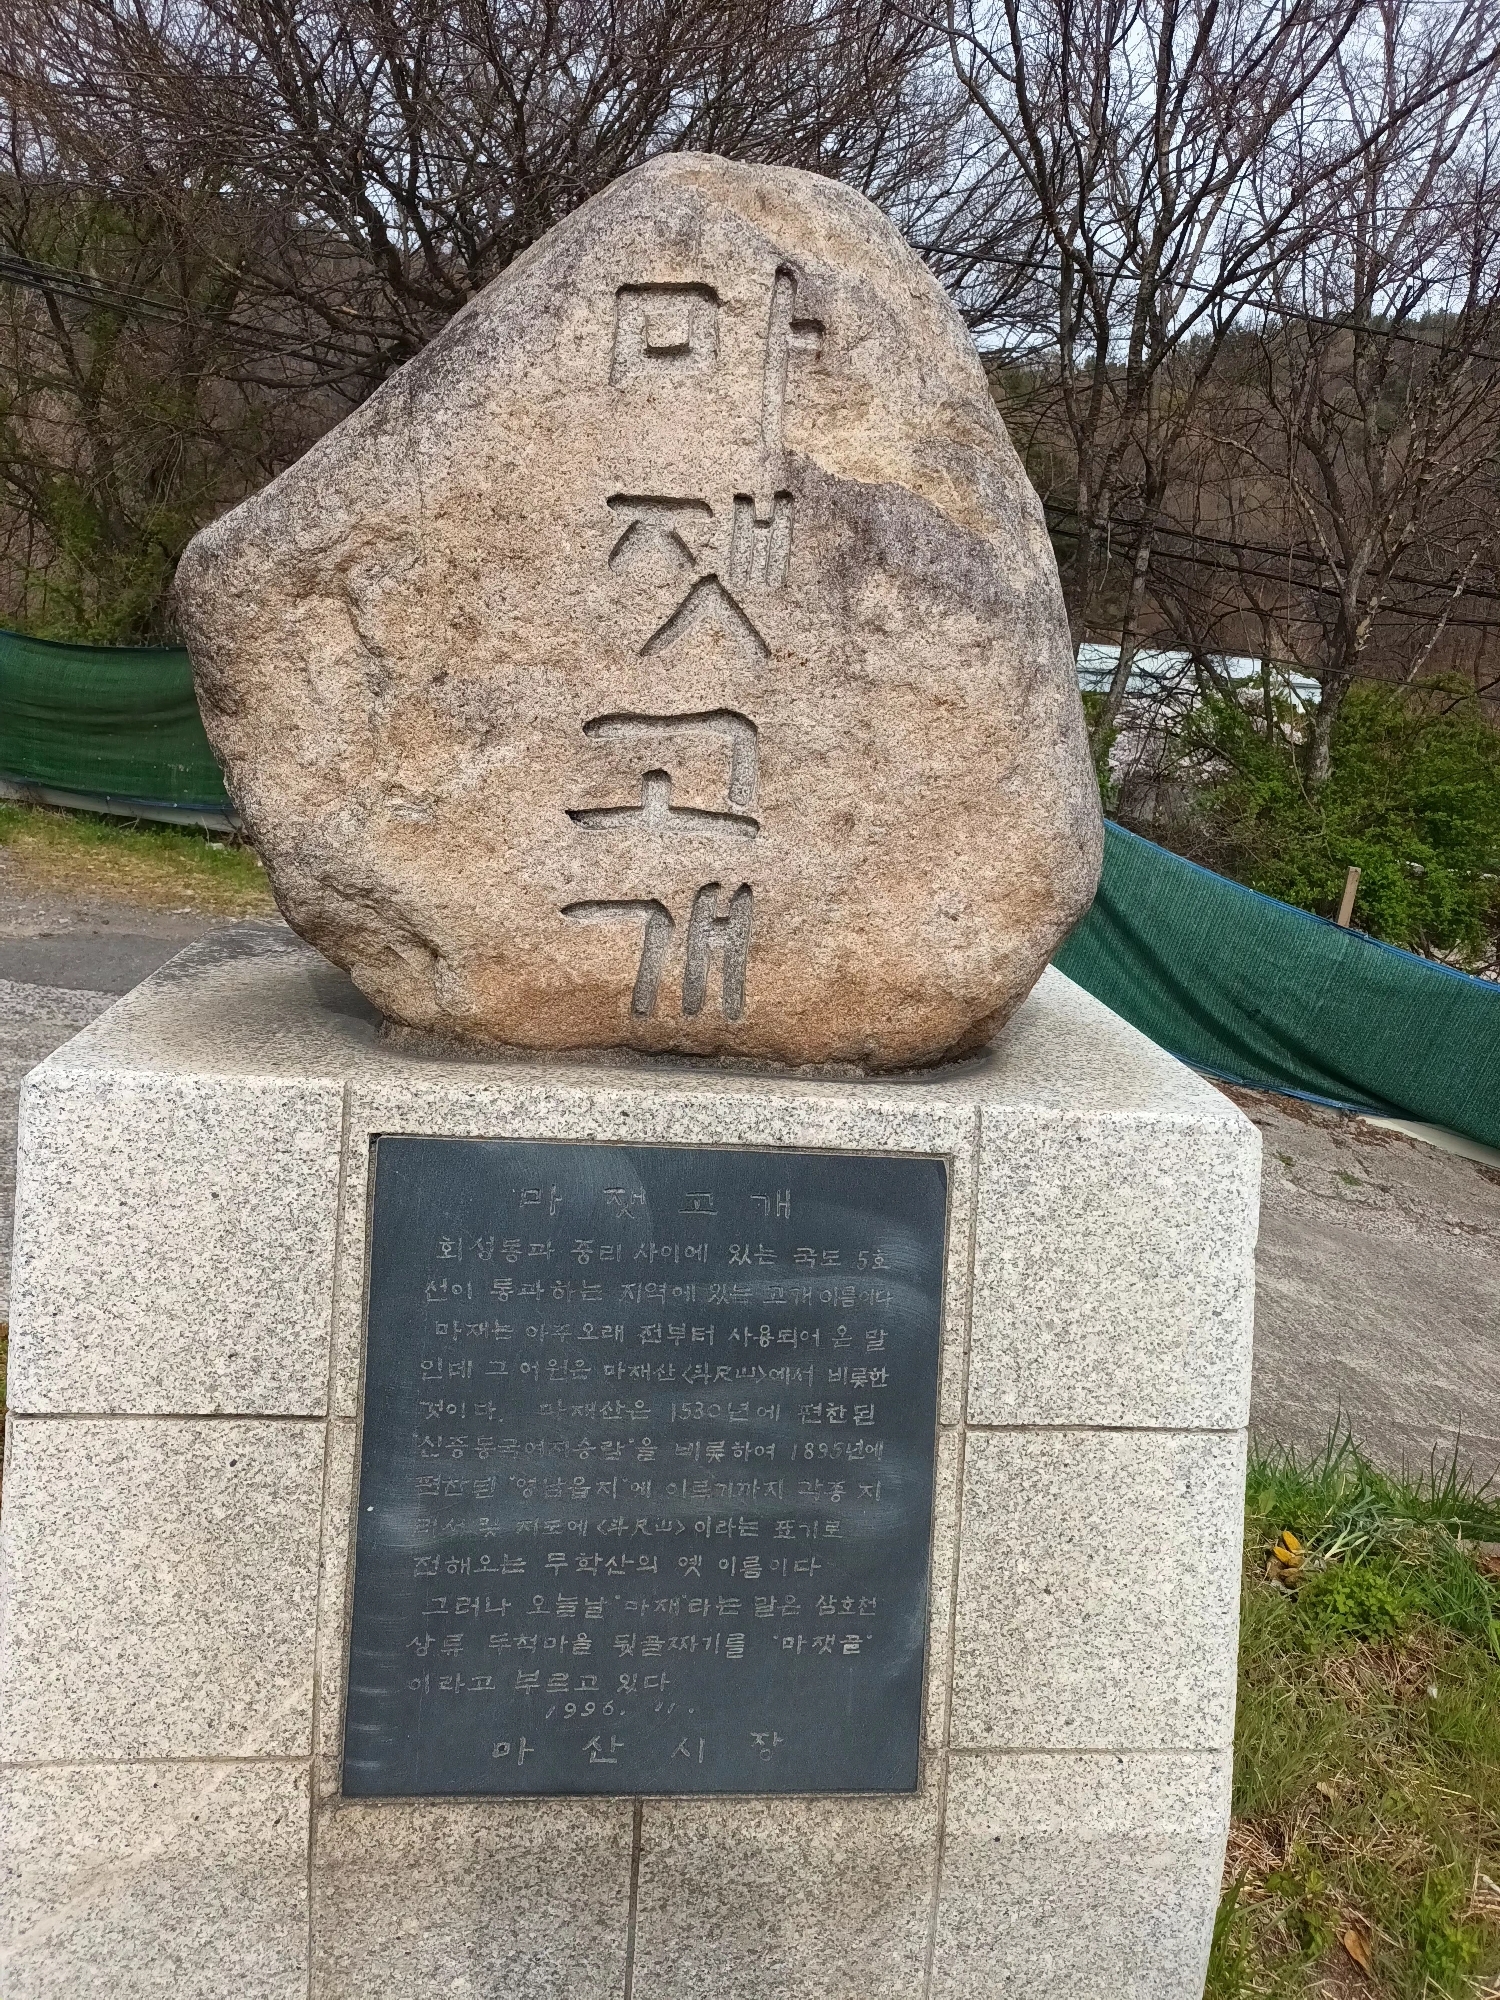 마잿고개
마 잿 고 개
회성동과 중리 사이에 있는 국도 5호
선이 통과하는 지역에 있는 고개 이름이다
마재는 아주 오래 전부터 사용되어 온 말
인데 그 어원은 마재산<斗尺山>에서 비롯한
것이다. 마재산은 1530년에 편찬된
"신증동국여지승람"을 비롯하여 1895년에
편찬된 "영남읍지"에 이르기까지 각종 지
리서 및 지도에 <斗尺山> 이라는 표기로
전해오는 무학산의 옛 이름이다
그러나 오늘날 "마재"라는 말은 삼호천
상류 두척마을 뒷골짜기를 "마잿골"
이라고 부르고 있다
1996. 11.
마 산 시 장